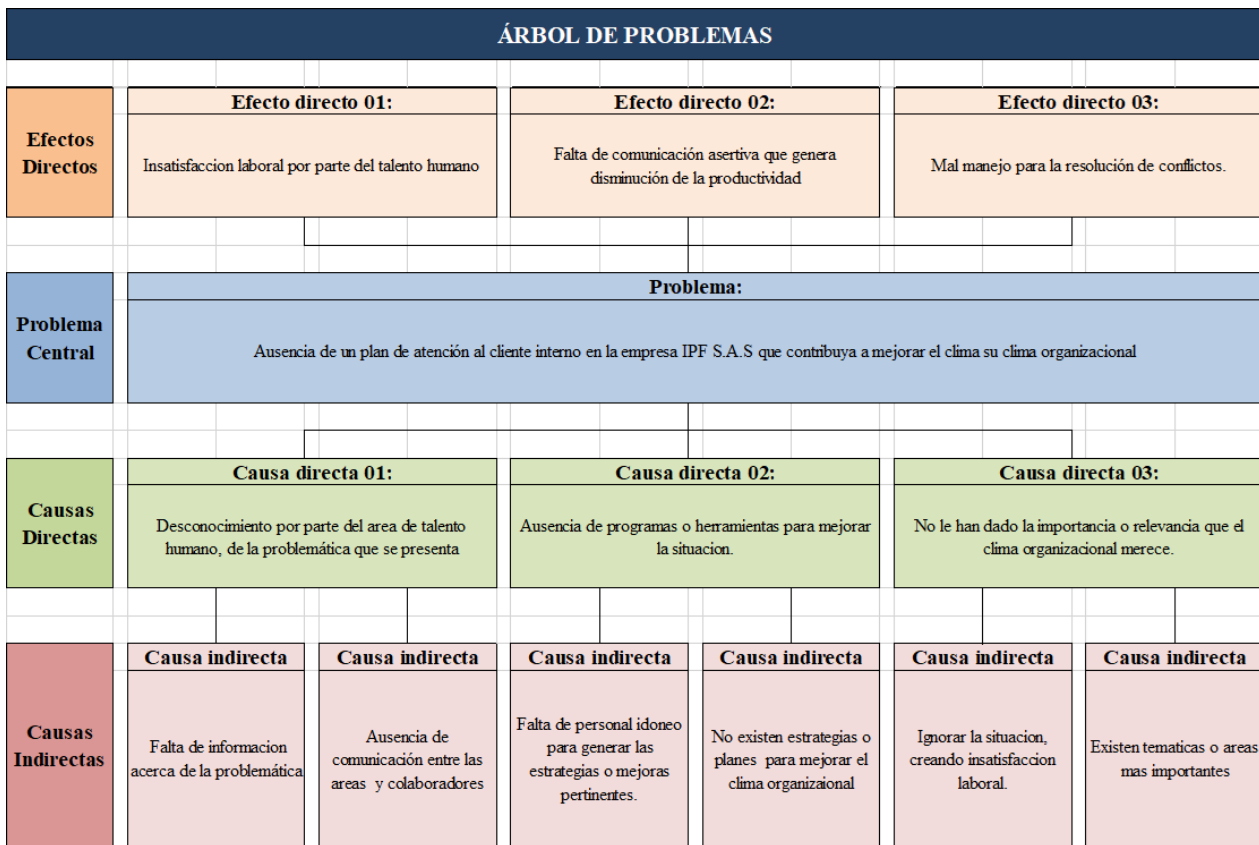 ÁRBOL DE PROBLEMAS
Efectos
Directos
Efecto directo 01:
Insatisfaccion laboral por parte del talento humano
Efecto directo 02:
Falta de comunicación asertiva que genera
disminución de la productividad
Efecto directo 03:
Mal manejo para la resolución de conflictos.
Problema
Central
Problema:
Ausencia de un plan de atención al cliente interno en la empresa IPF S.A.S que contribuya a mejorar el clima su clima organizacional
Causas
Directas
Causa directa 01:
Desconocimiento por parte del area de talento
humano, de la problemática que se presenta
Causa directa 02:
Ausencia de programas o herramientas para mejorar
la situacion.
Causa directa 03:
No le han dado la importancia o relevancia que el
clima organizacional merece.
Causas
Indirectas
Causa indirecta
Falta de informacion
acerca de la problemática
Causa indirecta
Ausencia de
comunicación entre las
areas y colaboradores
Causa indirecta
Falta de personal idoneo
para generar las
estrategias o mejoras
pertinentes.
Causa indirecta
No existen estrategias o
planes para mejorar el
clima organizaional
Causa indirecta
Ignorar la situacion,
creando insatisfaccion
laboral.
Causa indirecta
Existen tematicas o areas
mas importantes